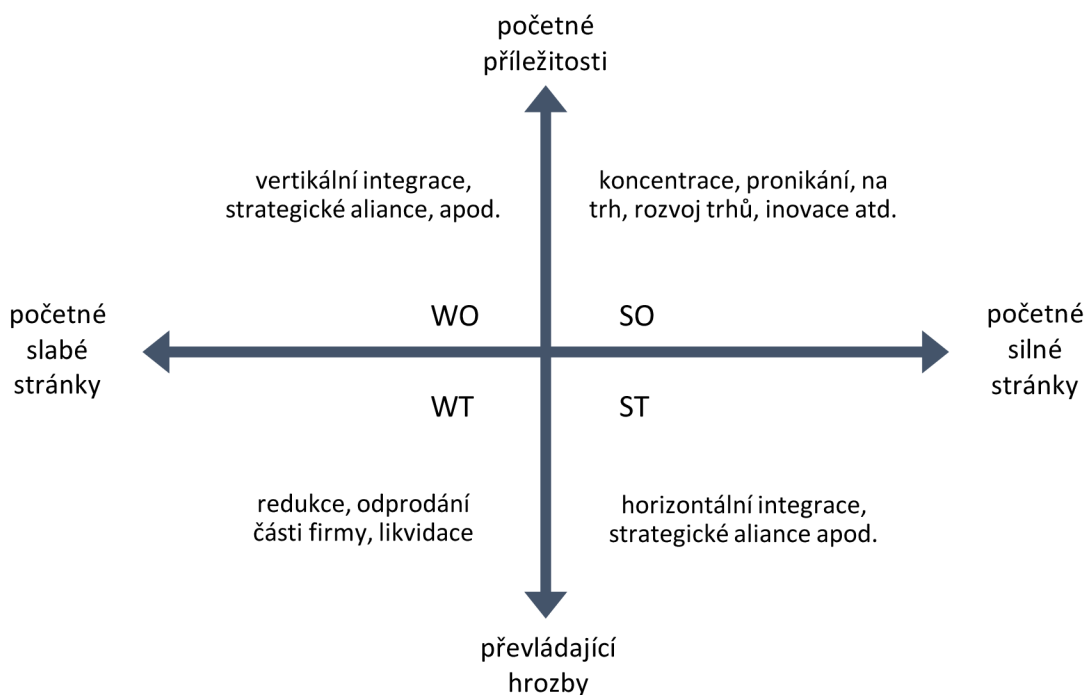 početné
příležitosti
vertikální integrace,
strategické aliance, apod.
koncentrace, pronikání, na
trh, rozvoj trhů, inovace atd.
početné
slabé
stránky
WO
SO
početné
silné
stránky
WT
ST
redukce, odprodání
části firmy, likvidace
horizontální integrace,
strategické aliance apod.
převládající
hrozby